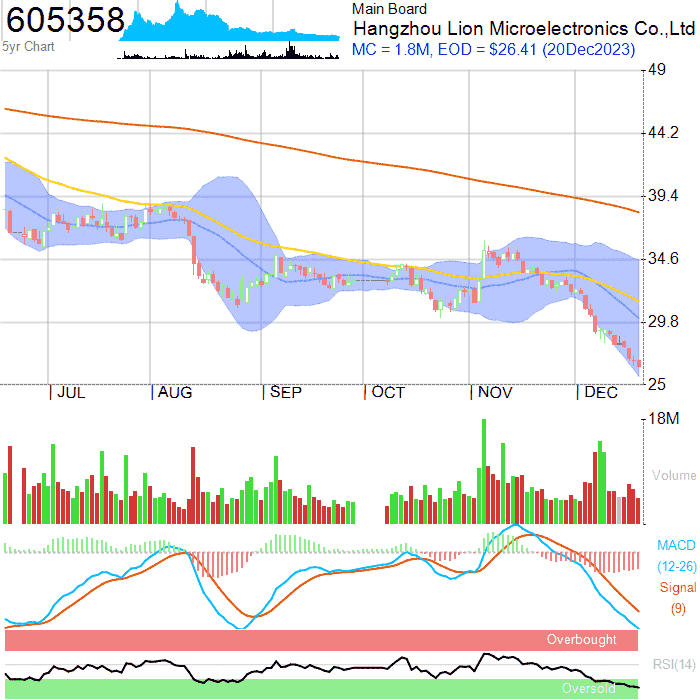 605358
5yr Chart
Main Board
Hangzhou Lion Microelectronics Co.,Ltd
MC = 1.8M, EOD = $26.41 (20Dec2023)
49
44.2
39.4
34.6
29.8
25
JUL
AUG
SEP
OCT
NOV
DEC
18M
Volume
MACD
(12-26)
Signal
(9)
Overbought
RSI(14)
Oversold